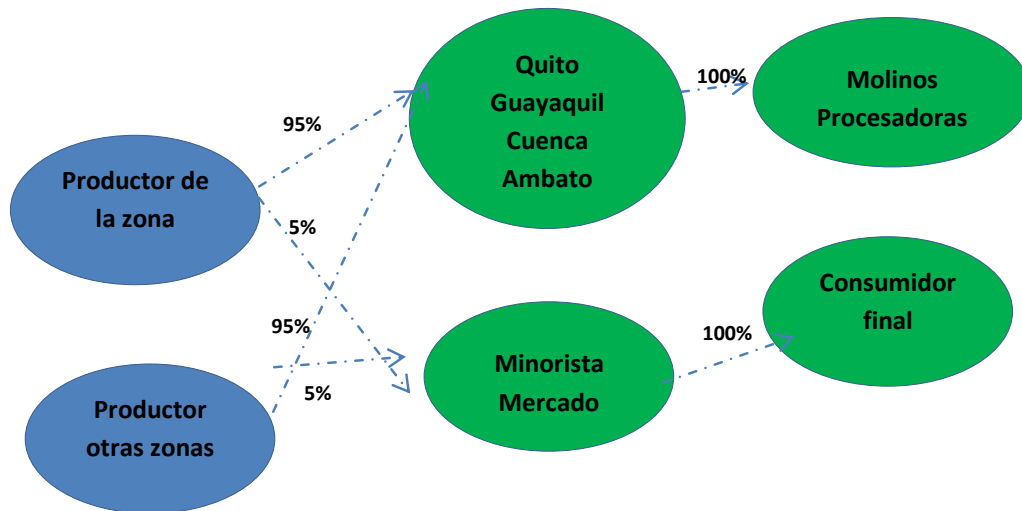 Quito
Guayaquil
Cuenca
Ambato
100%
Molinos
Procesadoras
95%
Productor de
la zona
5%
Consumidor
final
95%
100%
5%
Minorista
Mercado
Productor
otras zonas